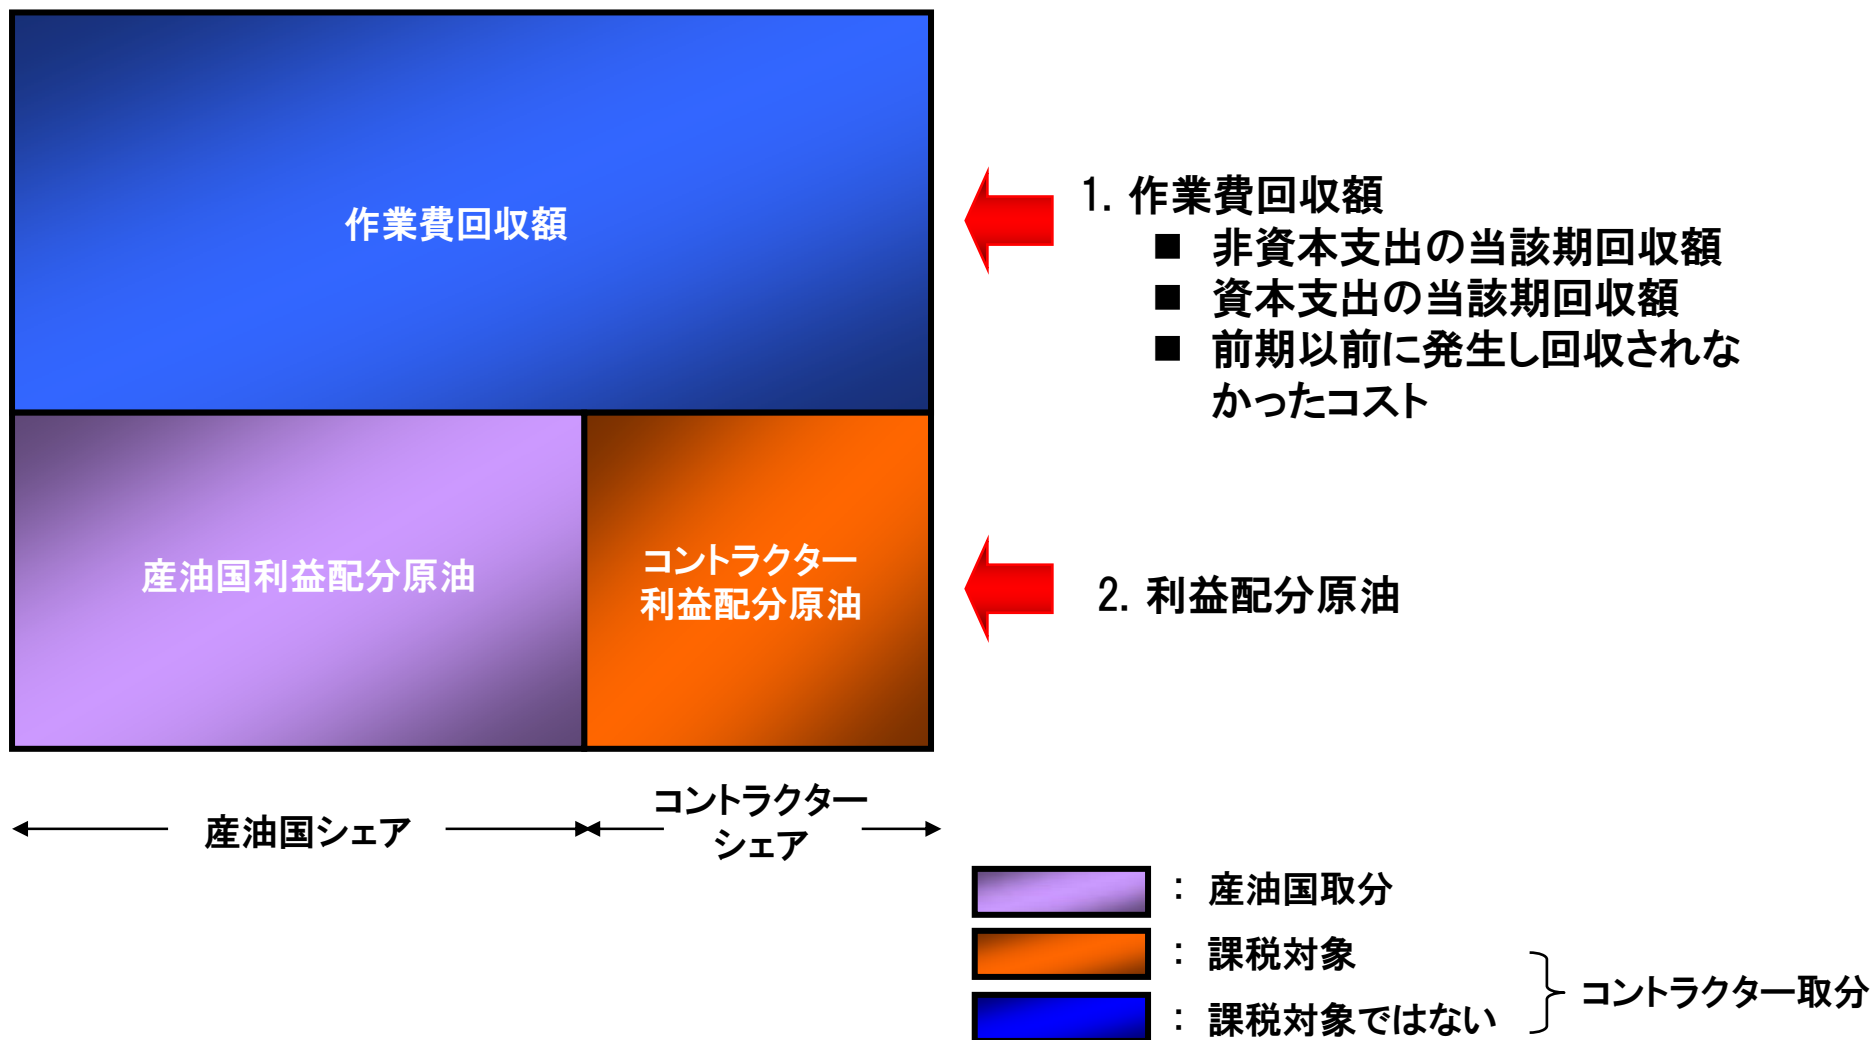 作業費回収額
1. 作業費回収額
■ 非資本支出の当該期回収額
■ 資本支出の当該期回収額
■ 前期以前に発生し回収されな
かったコスト
産油国利益配分原油
コントラクター
利益配分原油
2. 利益配分原油
産油国シェア
コントラクター
シェア
: 産油国取分
: 課税対象
: 課税対象ではない
コントラクター取分